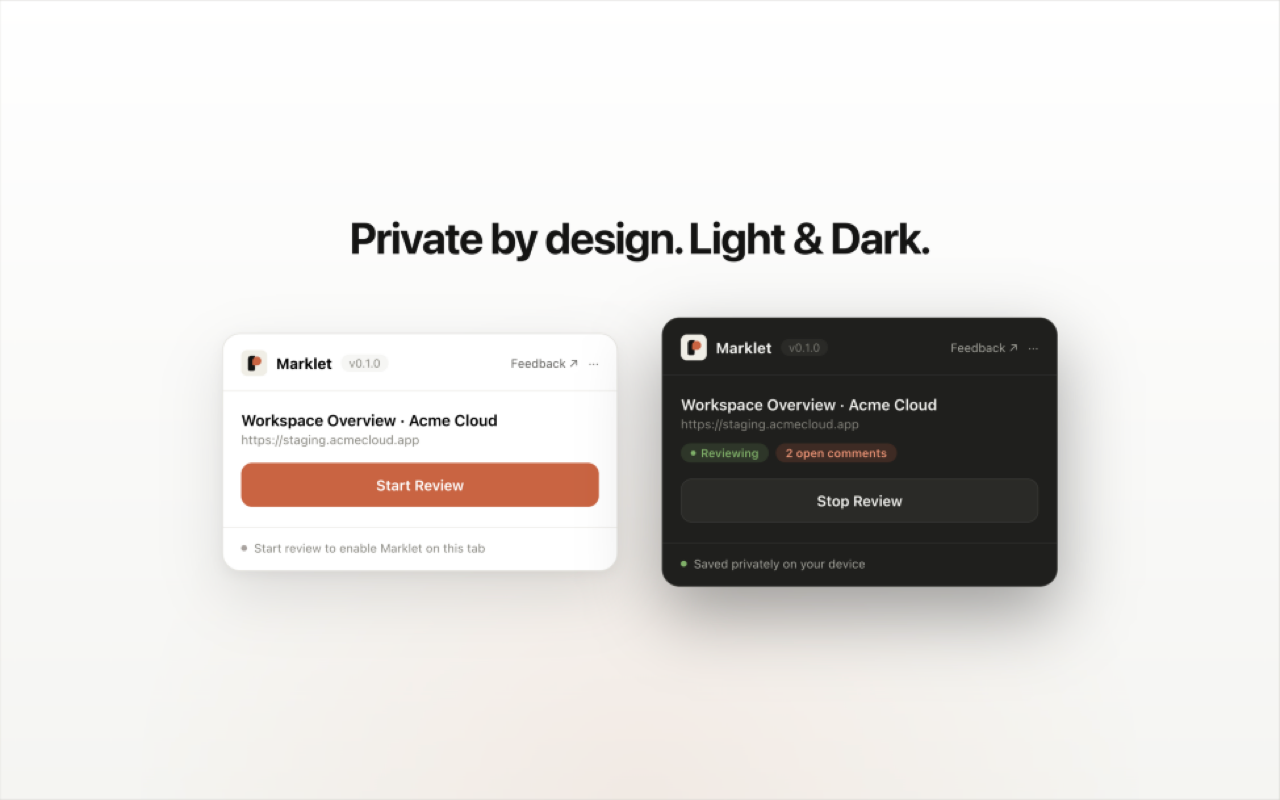 Private by design. Light & Dark.
Marklet v0.1.0 Feedback ↗ ···
Workspace Overview · Acme Cloud
https://staging.acmecloud.app
Start Review
Start review to enable Marklet on this tab
Marklet v0.1.0 Feedback ↗ ···
Workspace Overview · Acme Cloud
https://staging.acmecloud.app
Reviewing 2 open comments
Stop Review
Saved privately on your device